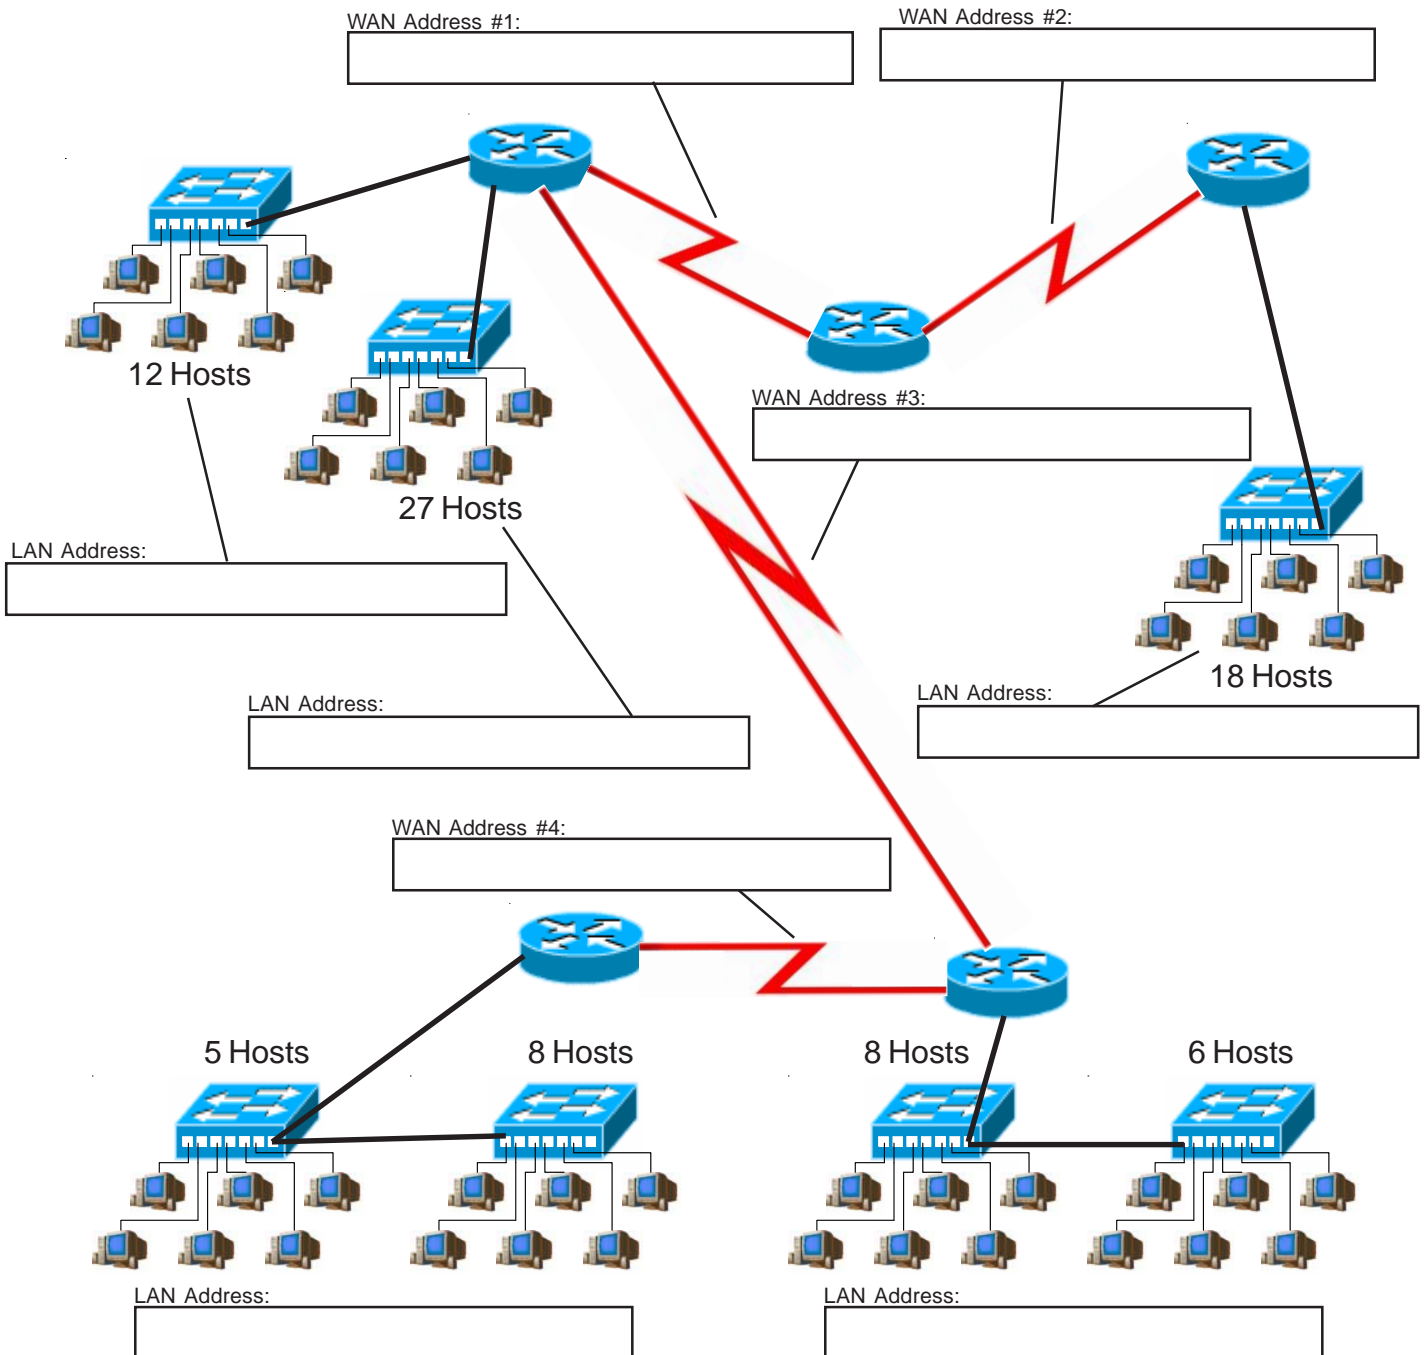 WAN Address #1:
WAN Address #2:
12 Hosts
WAN Address #3:
27 Hosts
LAN Address:
18 Hosts
LAN Address:
LAN Address:
WAN Address #4:
5 Hosts
8 Hosts
8 Hosts
6 Hosts
LAN Address:
LAN Address: